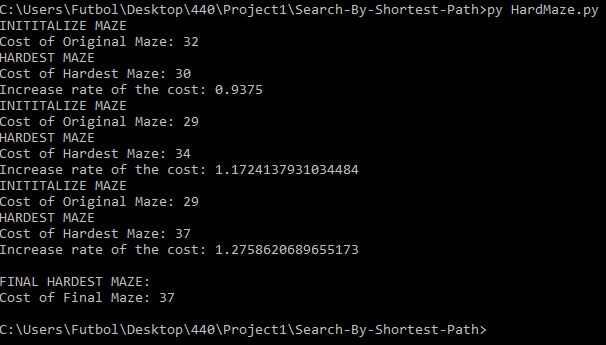 C:\Users\Futbol\Desktop\440\Project1\Search-By-Shortest-Path>py HardMaze.py
INITITALIZE MAZE
Cost of Original Maze: 32
HARDEST MAZE
Cost of Hardest Maze: 30
Increase rate of the cost: 0.9375
INITITALIZE MAZE
Cost of Original Maze: 29
HARDEST MAZE
Cost of Hardest Maze: 34
Increase rate of the cost: 1.1724137931034484
INITITALIZE MAZE
Cost of Original Maze: 29
HARDEST MAZE
Cost of Hardest Maze: 37
Increase rate of the cost: 1.2758620689655173
FINAL HARDEST MAZE:
Cost of Final Maze: 37
C:\Users\Futbol\Desktop\440\Project1\Search-By-Shortest-Path>